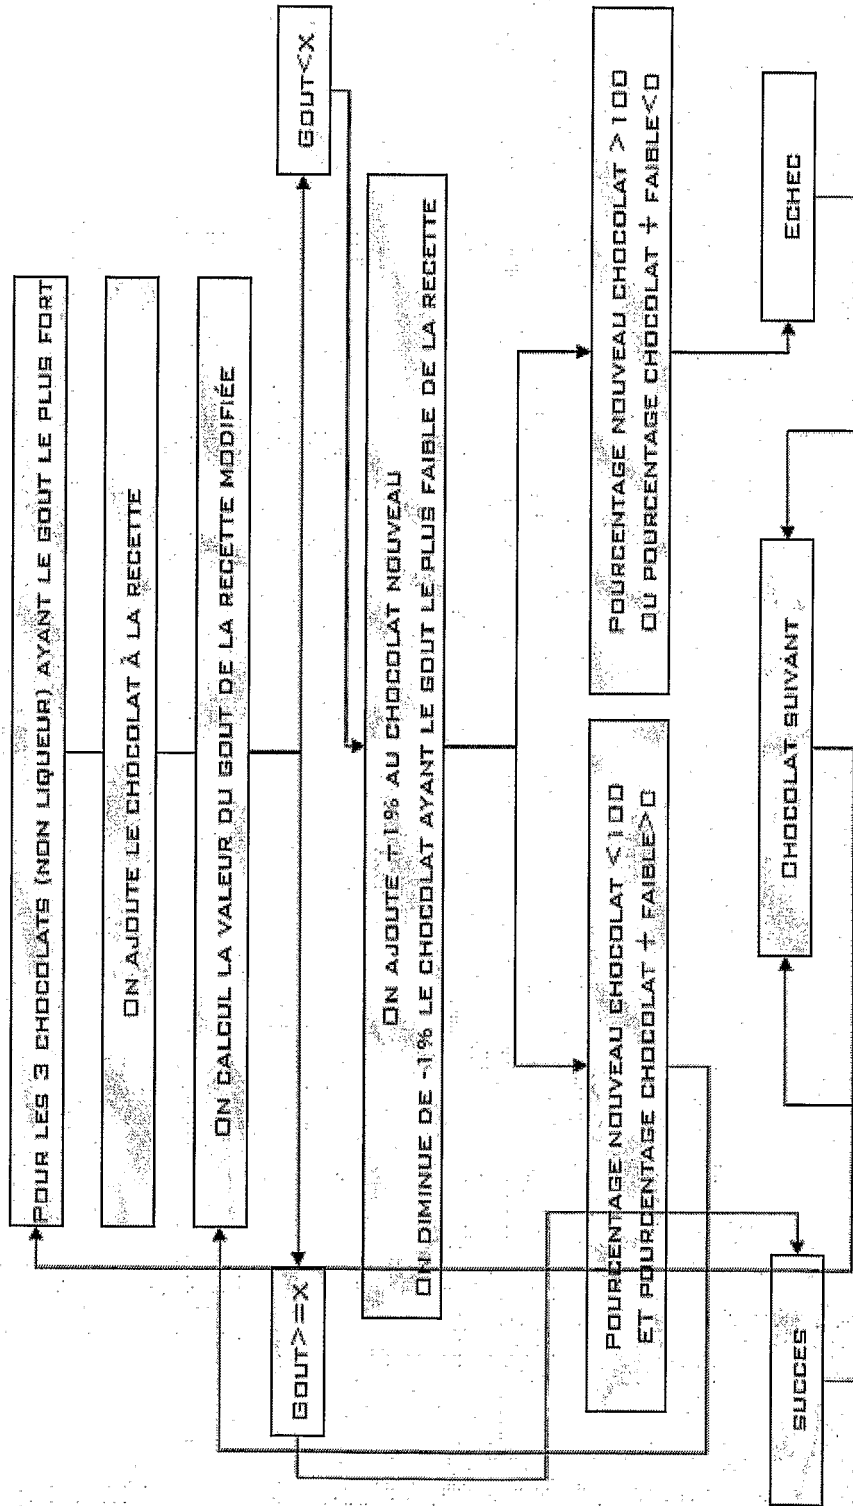 POUR LES 3 CHOCOLATS (NON LIQUEUR) AYANT LE GOUT LE PLUS FORT
ON AJOUTE LE CHOCOLAT À LA RECETTE
ON CALCUL LA VALEUR DU GOUT DE LA RECETTE MODIFIÉE
GOUT>=X
GOUT<X
ON AJOUTE +1% AU CHOCOLAT NOUVEAU
ON DIMINUE DE -1% LE CHOCOLAT AYANT LE GOUT LE PLUS FAIBLE DE LA RECETTE
POURCENTAGE NOUVEAU CHOCOLAT <100
ET POURCENTAGE CHOCOLAT + FAIBLE>0
POURCENTAGE NOUVEAU CHOCOLAT >100
OU POURCENTAGE CHOCOLAT + FAIBLE<0
SUCCES
CHOCOLAT SUIVANT
ECHEC